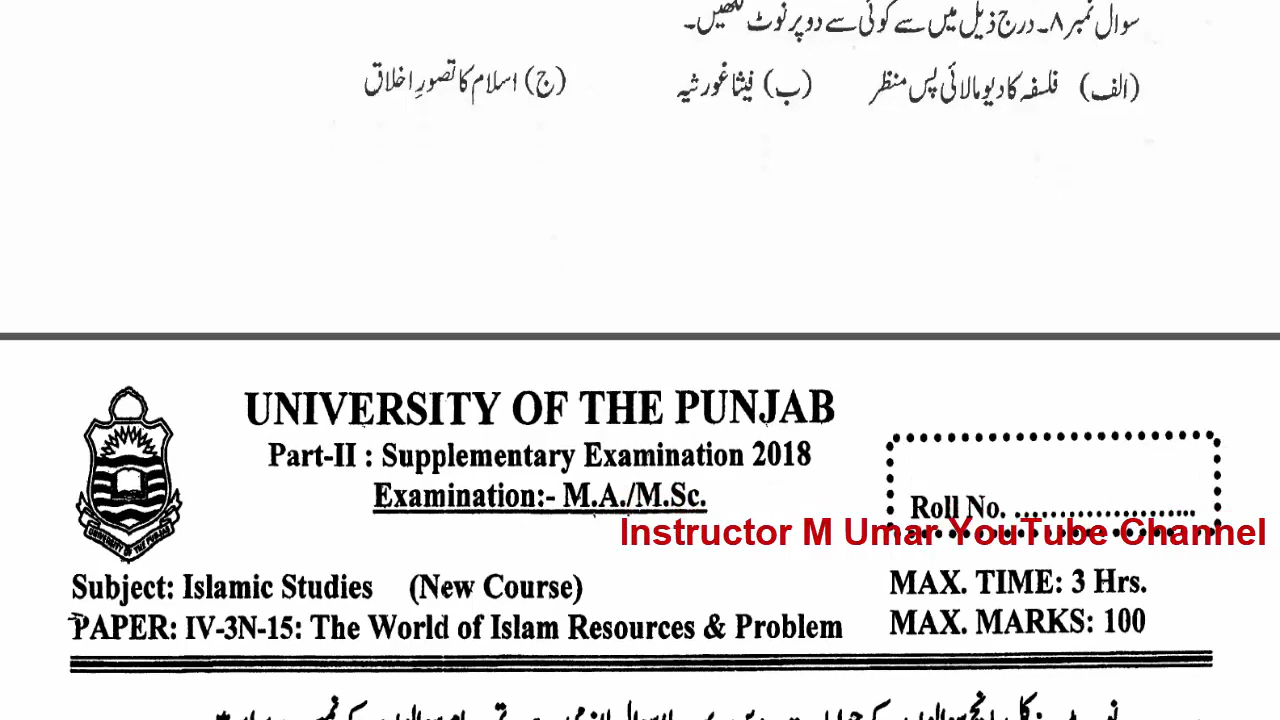 سوال نمبر ۸۔ درج ذیل میں سے کوئی سے دو پر نوٹ لکھیں۔
(الف) فلسفہ کا دیو مالائی پس منظر (ب) فیثا غورثیہ (ج) اسلام کا تصورِ اخلاق
UNIVERSITY OF THE PUNJAB
Part-II : Supplementary Examination 2018
Examination:- M.A./M.Sc.
Roll No. .....................
Instructor M Umar YouTube Channel
Subject: Islamic Studies (New Course)
MAX. TIME: 3 Hrs.
PAPER: IV-3N-15: The World of Islam Resources & Problem
MAX. MARKS: 100